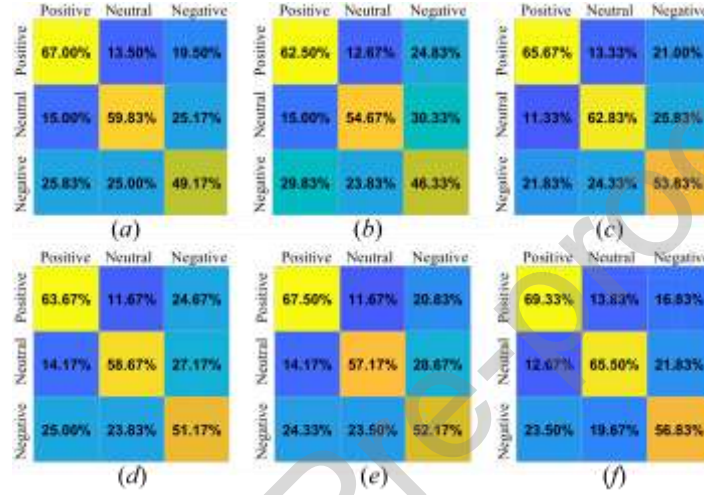 Positive Neutral Negative
Positive 67.00% 13.50% 19.50%
Neutral 15.00% 59.83% 25.17%
Negative 25.83% 25.00% 49.17%
(a)
Positive Neutral Negative
Positive 62.50% 12.67% 24.83%
Neutral 15.00% 54.67% 30.33%
Negative 29.83% 23.83% 46.33%
(b)
Positive Neutral Negative
Positive 65.67% 13.33% 21.00%
Neutral 11.33% 62.83% 25.83%
Negative 21.83% 24.33% 53.83%
(c)
Positive Neutral Negative
Positive 63.67% 11.67% 24.67%
Neutral 14.17% 58.67% 27.17%
Negative 25.00% 23.83% 51.17%
(d)
Positive Neutral Negative
Positive 67.50% 11.67% 20.83%
Neutral 14.17% 57.17% 28.67%
Negative 24.33% 23.50% 52.17%
(e)
Positive Neutral Negative
Positive 69.33% 13.83% 16.83%
Neutral 12.67% 65.50% 21.83%
Negative 23.50% 19.67% 56.83%
(f)
Pre-pro